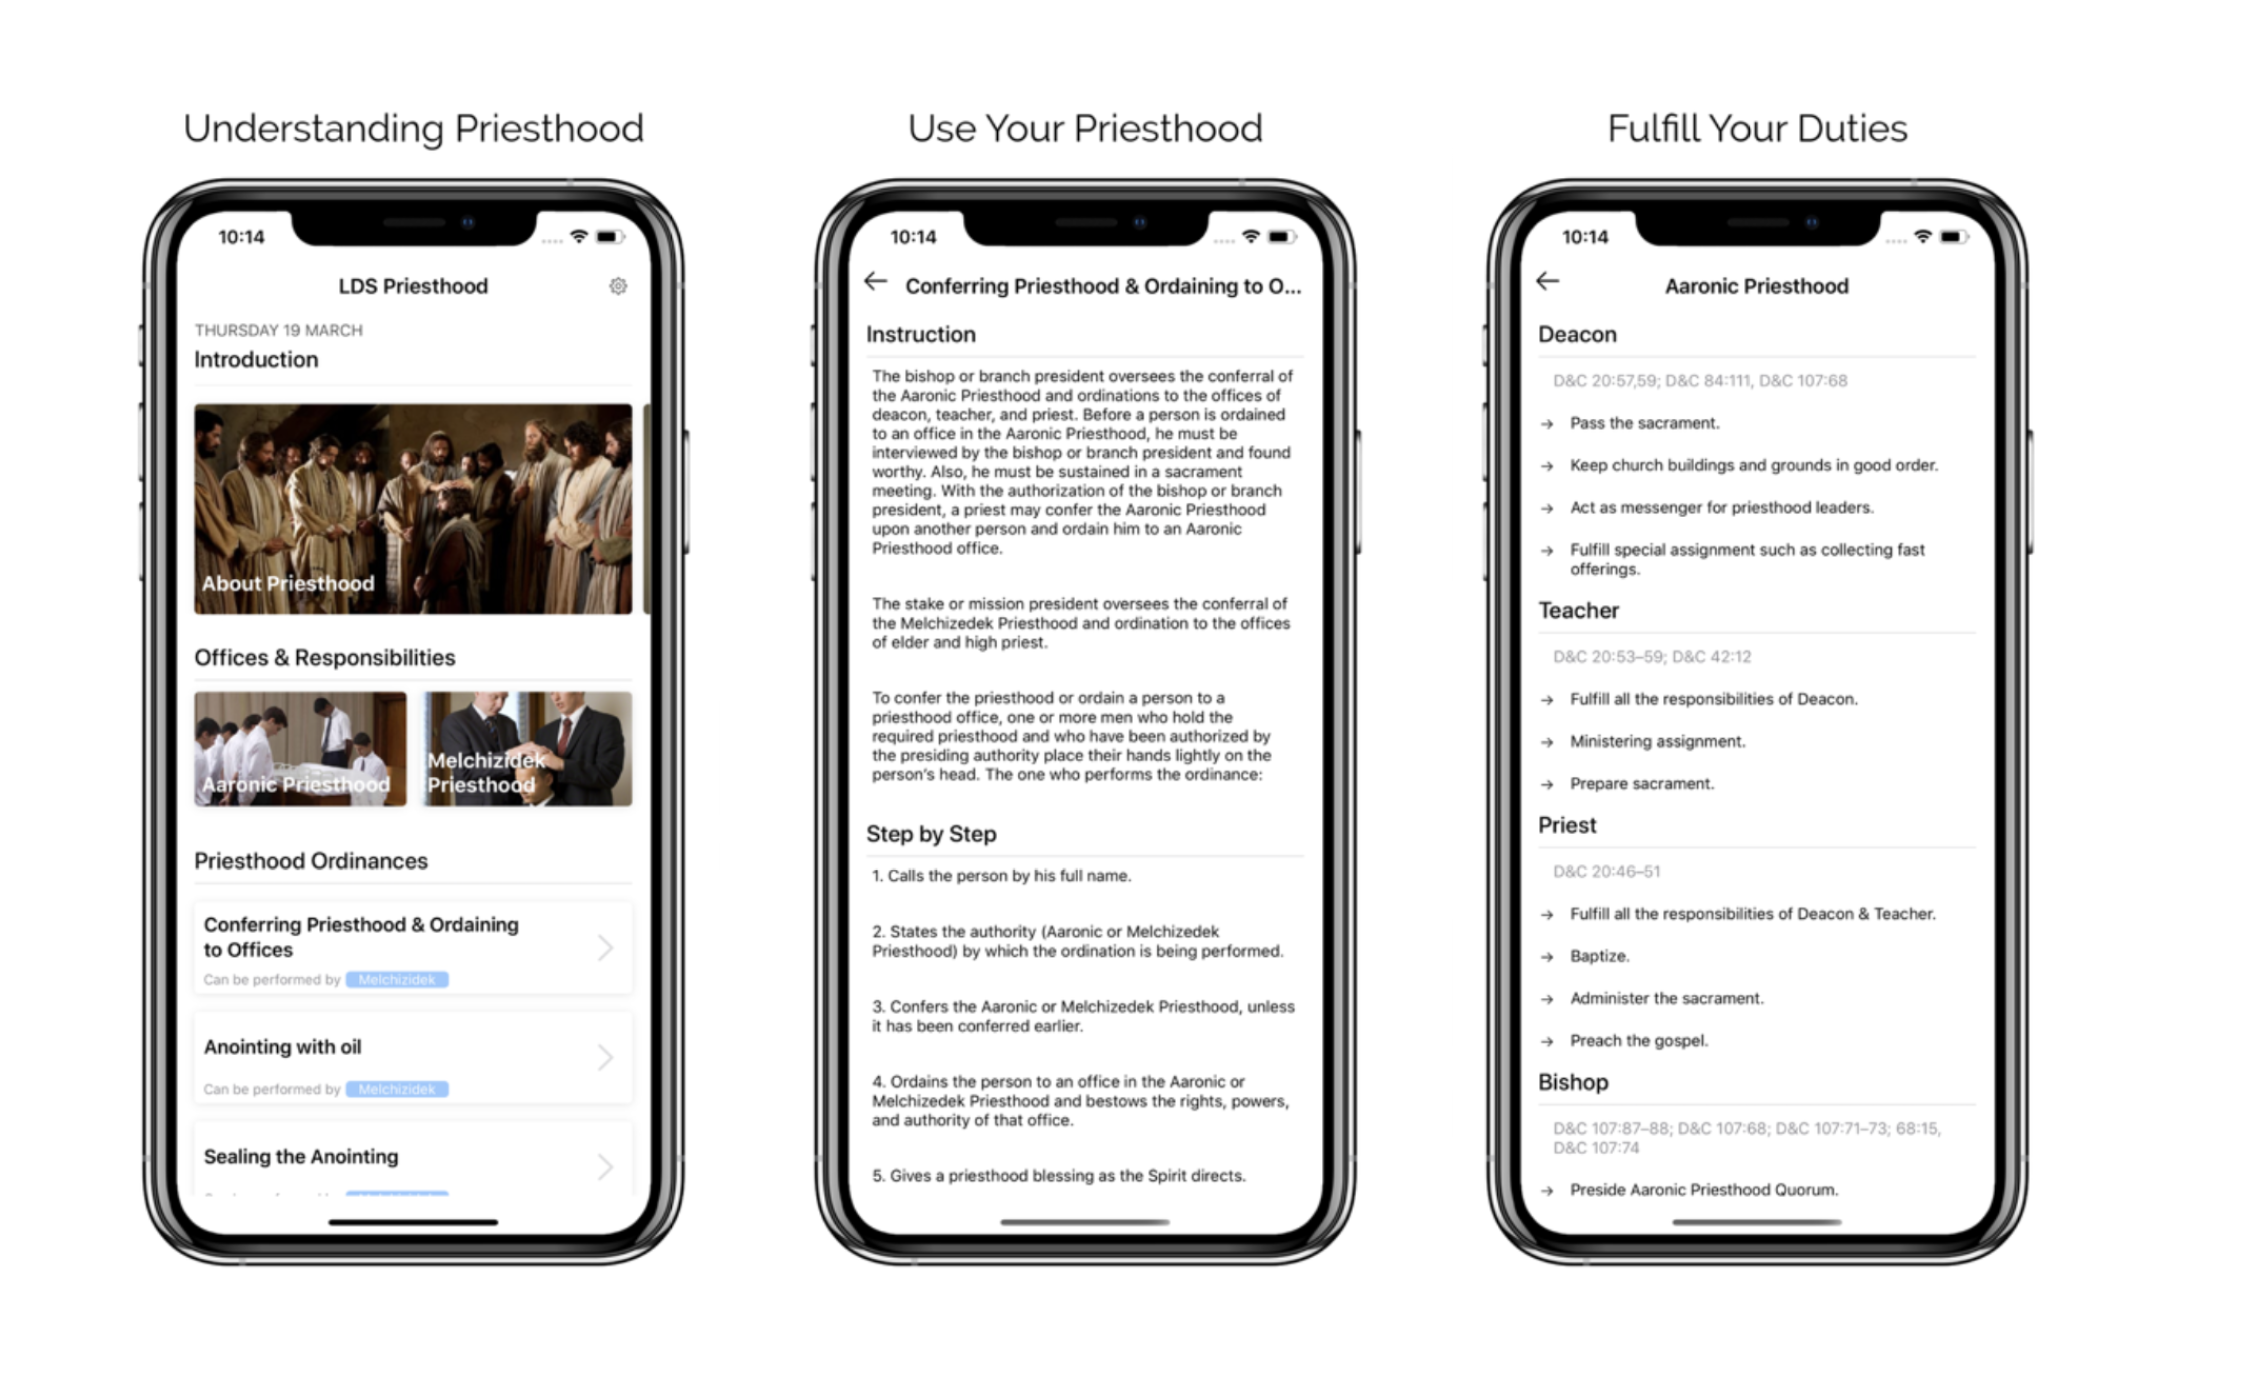 Understanding Priesthood
10:14
LDS Priesthood
THURSDAY 19 MARCH
Introduction
About Priesthood
Offices & Responsibilities
Aaronic Priesthood
Melchizidek
Priesthood
Priesthood Ordinances
Conferring Priesthood & Ordaining
to Offices
Can be performed by Melchizidek
Anointing with oil
Can be performed by Melchizidek
Sealing the Anointing
Use Your Priesthood
10:14
Conferring Priesthood & Ordaining to O...
Instruction
The bishop or branch president oversees the conferral of
the Aaronic Priesthood and ordinations to the offices of
deacon, teacher, and priest. Before a person is ordained
to an office in the Aaronic Priesthood, he must be
interviewed by the bishop or branch president and found
worthy. Also, he must be sustained in a sacrament
meeting. With the authorization of the bishop or branch
president, a priest may confer the Aaronic Priesthood
upon another person and ordain him to an Aaronic
Priesthood office.
The stake or mission president oversees the conferral of
the Melchizedek Priesthood and ordination to the offices
of elder and high priest.
To confer the priesthood or ordain a person to a
priesthood office, one or more men who hold the
required priesthood and who have been authorized by
the presiding authority place their hands lightly on the
person's head. The one who performs the ordinance:
Step by Step
1. Calls the person by his full name.
2. States the authority (Aaronic or Melchizedek
Priesthood) by which the ordination is being performed.
3. Confers the Aaronic or Melchizedek Priesthood, unless
it has been conferred earlier.
4. Ordains the person to an office in the Aaronic or
Melchizedek Priesthood and bestows the rights, powers,
and authority of that office.
5. Gives a priesthood blessing as the Spirit directs.
Fulfill Your Duties
10:14
Aaronic Priesthood
Deacon
D&C 20:57,59; D&C 84:111, D&C 107:68
→ Pass the sacrament.
→ Keep church buildings and grounds in good order.
→ Act as messenger for priesthood leaders.
→ Fulfill special assignment such as collecting fast
offerings.
Teacher
D&C 20:53–59; D&C 42:12
→ Fulfill all the responsibilities of Deacon.
→ Ministering assignment.
→ Prepare sacrament.
Priest
D&C 20:46–51
→ Fulfill all the responsibilities of Deacon & Teacher.
→ Baptize.
→ Administer the sacrament.
→ Preach the gospel.
Bishop
D&C 107:87–88; D&C 107:68; D&C 107:71–73; 68:15,
D&C 107:74
→ Preside Aaronic Priesthood Quorum.